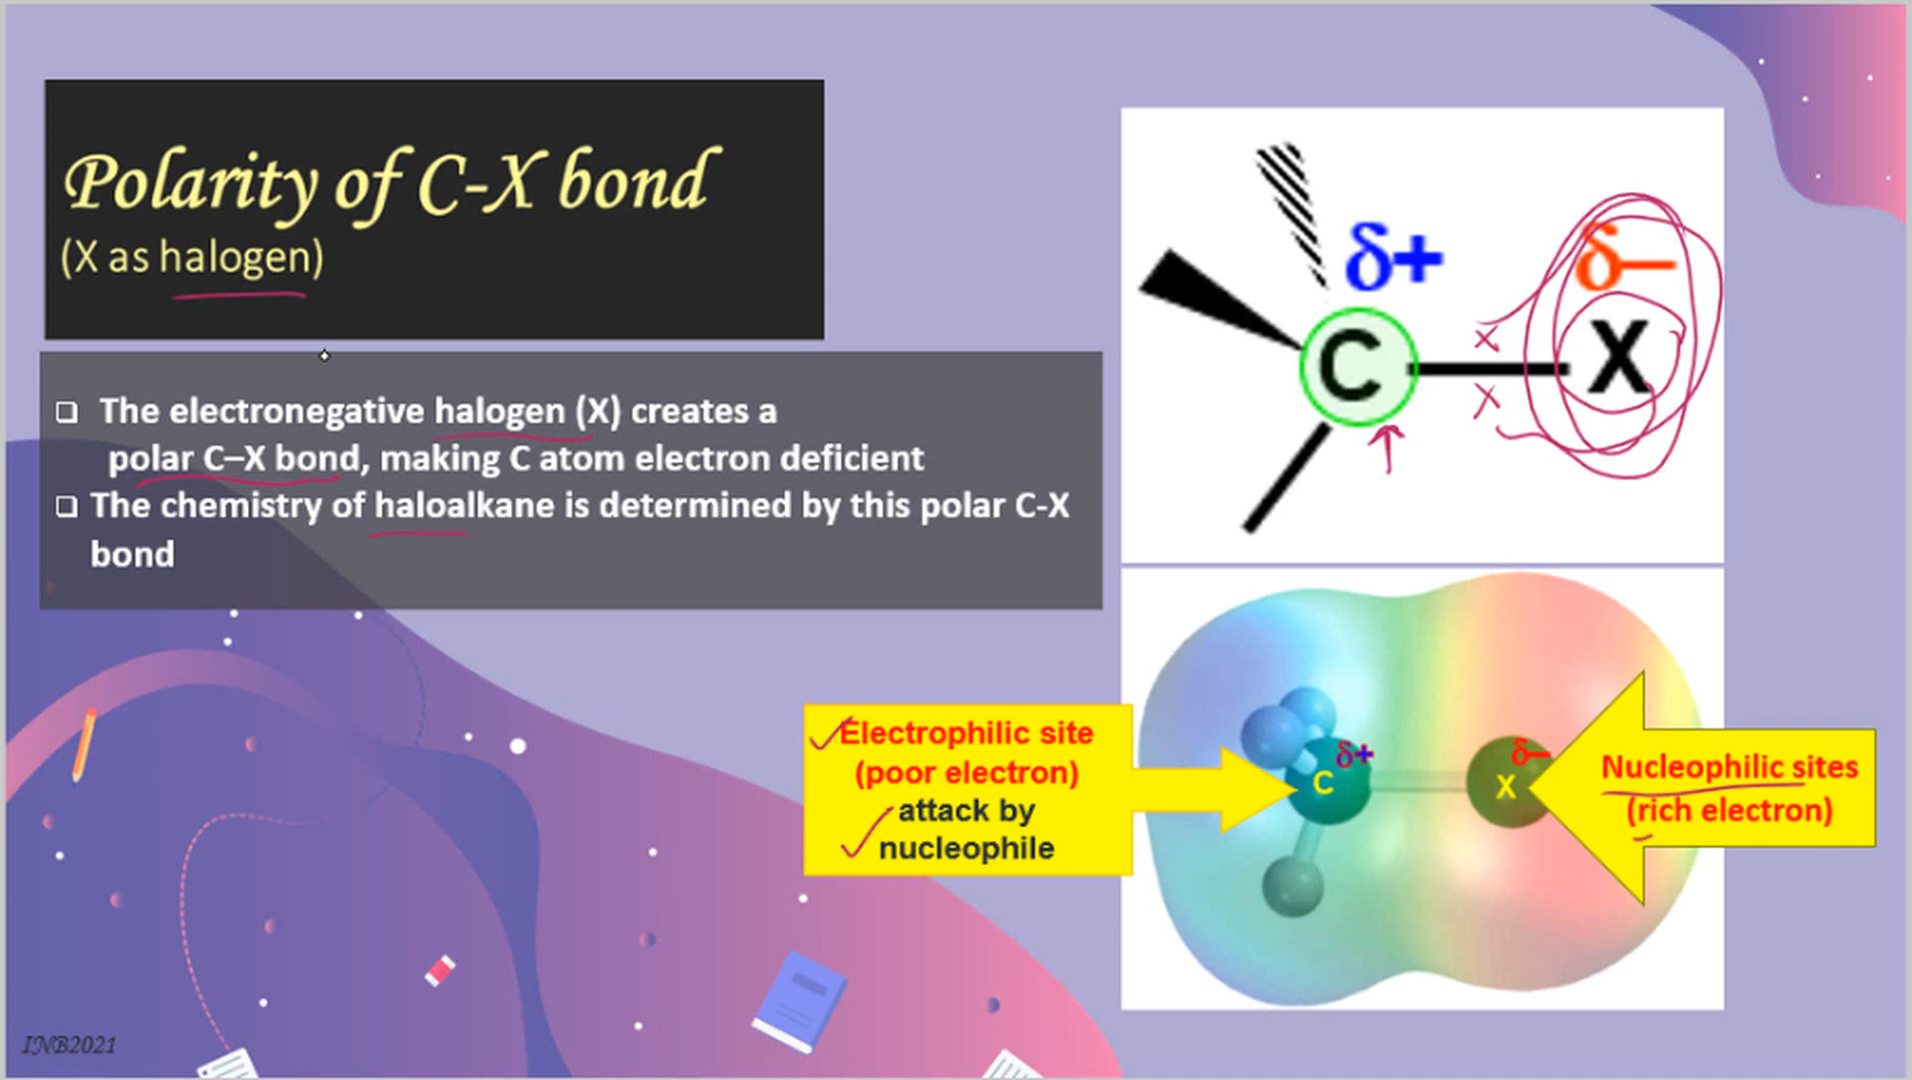 Polarity of C-X bond
(X as halogen)
❑ The electronegative halogen (X) creates a
polar C–X bond, making C atom electron deficient
❑ The chemistry of haloalkane is determined by this polar C-X
bond
δ+
δ–
C
X
x
x
Electrophilic site
(poor electron)
attack by
nucleophile
δ+
δ–
C
X
Nucleophilic sites
(rich electron)
INB2021